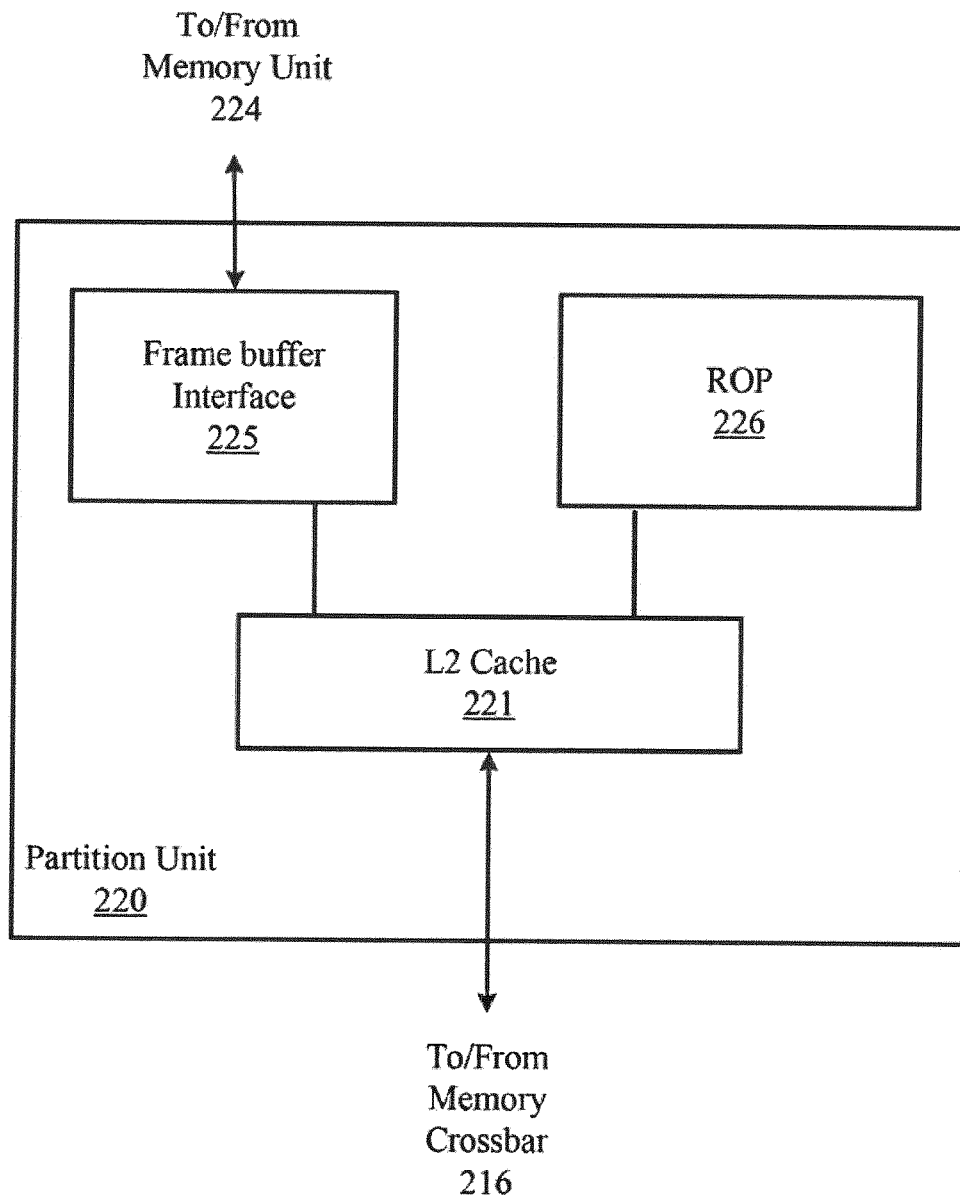 To/From
Memory Unit
224
Frame buffer
Interface
225
ROP
226
L2 Cache
221
Partition Unit
220
To/From
Memory
Crossbar
216